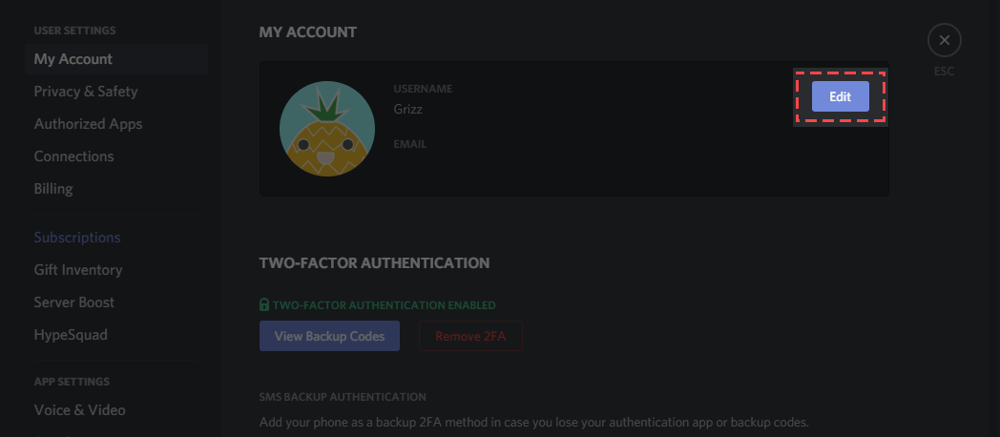 USER SETTINGS
My Account
Privacy & Safety
Authorized Apps
Connections
Billing
Subscriptions
Gift Inventory
Server Boost
HypeSquad
APP SETTINGS
Voice & Video
MY ACCOUNT
USERNAME
Grizz
EMAIL
Edit
ESC
TWO-FACTOR AUTHENTICATION
TWO-FACTOR AUTHENTICATION ENABLED
View Backup Codes
Remove 2FA
SMS BACKUP AUTHENTICATION
Add your phone as a backup 2FA method in case you lose your authentication app or backup codes.